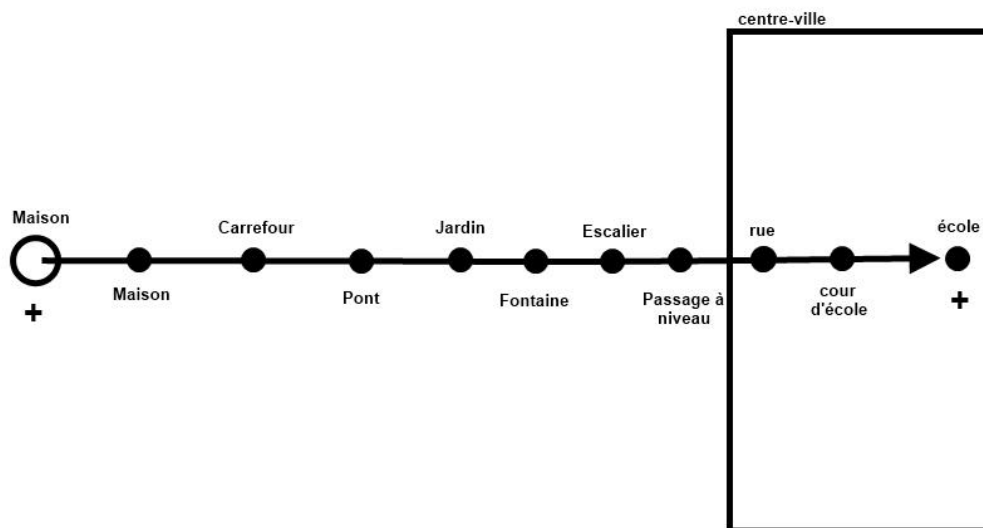 centre-ville
Maison
Carrefour
Jardin
Escalier
rue
école
Maison
Pont
Fontaine
Passage à
niveau
cour
d'école
+
+